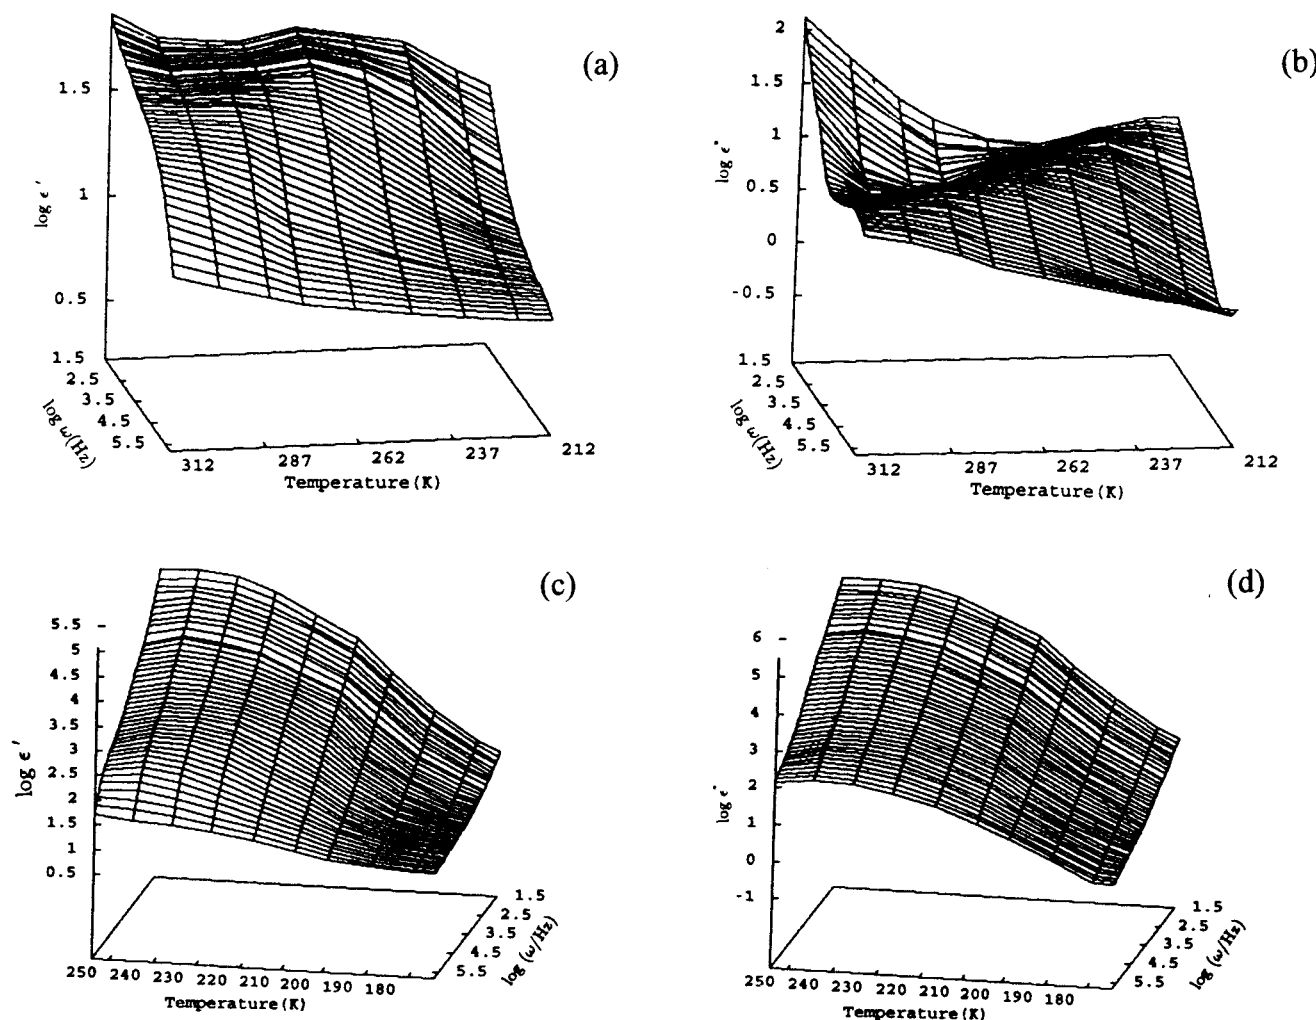 (a)
1.5
1
0.5
log ϵ ′
1.5
2.5
3.5
4.5
5.5
log ω(Hz)
312 287 262 237 212
Temperature(K)
(b)
2
1.5
1
0.5
0
-0.5
log ϵ″
1.5
2.5
3.5
4.5
5.5
log ω(Hz)
312 287 262 237 212
Temperature(K)
(c)
5.5
5
4.5
4
3.5
3
2.5
2
1.5
1
0.5
log ϵ ′
250 240 230 220 210 200 190 180
Temperature(K)
1.5
2.5
3.5
4.5
5.5
log (ω/Hz)
(d)
6
5
4
3
2
1
0
-1
log ϵ″
250 240 230 220 210 200 190 180
Temperature(K)
1.5
2.5
3.5
4.5
5.5
log (ω/Hz)